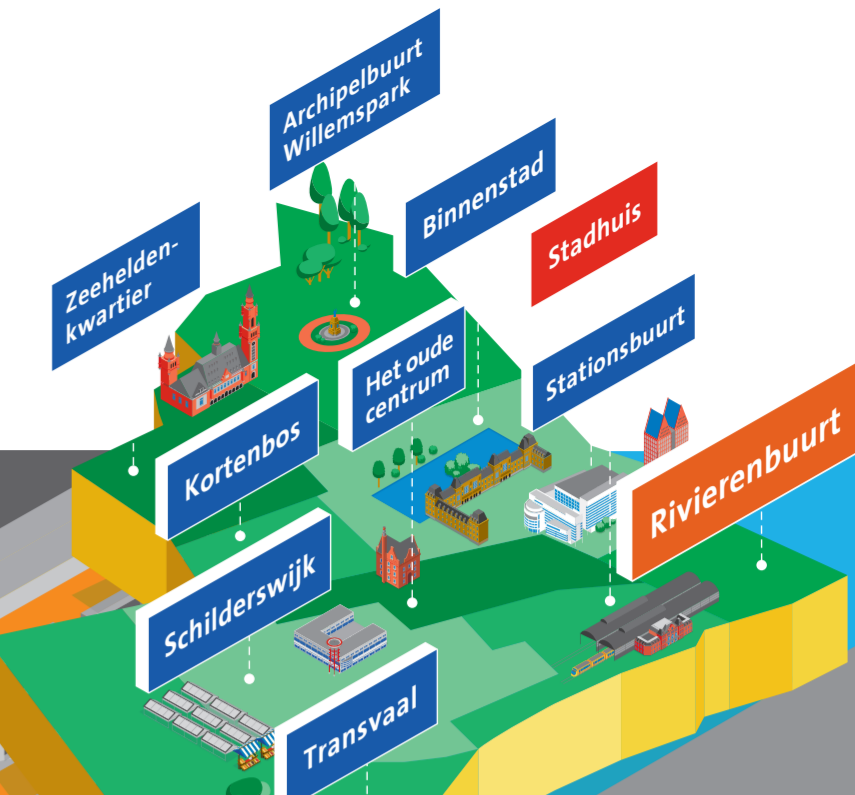 Archipelbuurt
Willemspark
Binnenstad
Stadhuis
Zeehelden-
kwartier
Stationsbuurt
Het oude
centrum
Kortenbos
Rivierenbuurt
Schilderswijk
Transvaal